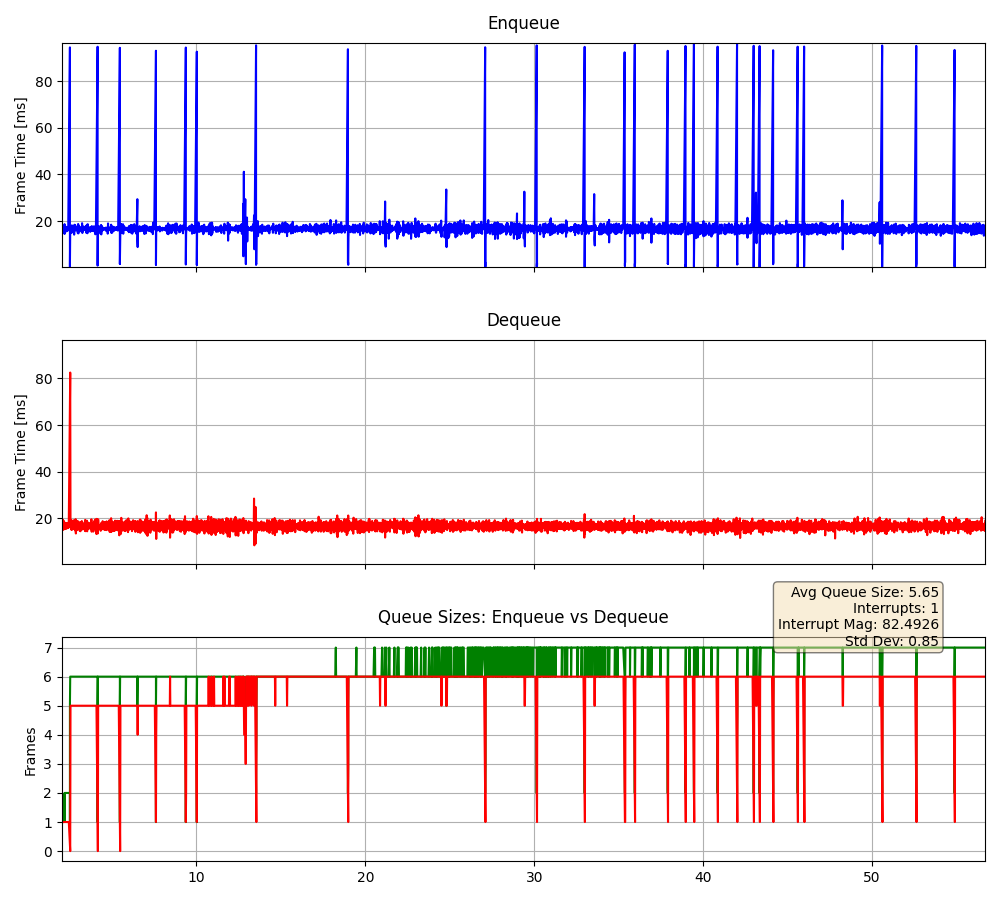 Enqueue
Frame Time [ms]
80
60
40
20
Dequeue
Frame Time [ms]
80
60
40
20
Avg Queue Size: 5.65
Interrupts: 1
Interrupt Mag: 82.4926
Std Dev: 0.85
Queue Sizes: Enqueue vs Dequeue
Frames
7
6
5
4
3
2
1
0
10 20 30 40 50